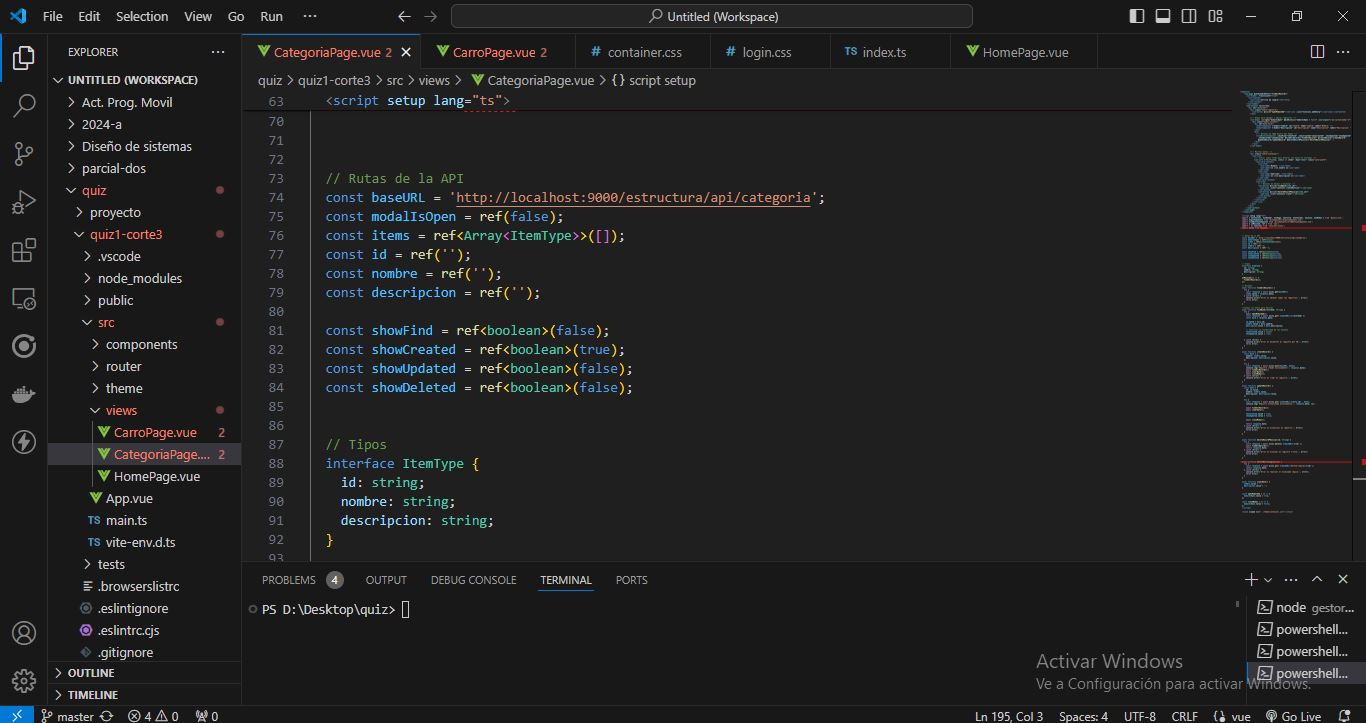 File Edit Selection View Go Run ··· Untitled (Workspace)
EXPLORER ···
UNTITLED (WORKSPACE)
Act. Prog. Movil
2024-a
Diseño de sistemas
parcial-dos
quiz
proyecto
quiz1-corte3
.vscode
node_modules
public
src
components
router
theme
views
CarroPage.vue 2
CategoriaPage.... 2
HomePage.vue
App.vue
TS main.ts
TS vite-env.d.ts
tests
.browserslistrc
.eslintignore
.eslintrc.cjs
.gitignore
OUTLINE
TIMELINE
CategoriaPage.vue 2 CarroPage.vue 2 # container.css # login.css TS index.ts HomePage.vue
quiz > quiz1-corte3 > src > views > CategoriaPage.vue > {} script setup
63 <script setup lang="ts">
70
71
72
73 // Rutas de la API
74 const baseURL = 'http://localhost:9000/estructura/api/categoria';
75 const modalIsOpen = ref(false);
76 const items = ref<Array<ItemType>>([]);
77 const id = ref('');
78 const nombre = ref('');
79 const descripcion = ref('');
80
81 const showFind = ref<boolean>(false);
82 const showCreated = ref<boolean>(true);
83 const showUpdated = ref<boolean>(false);
84 const showDeleted = ref<boolean>(false);
85
86
87 // Tipos
88 interface ItemType {
89 id: string;
90 nombre: string;
91 descripcion: string;
92 }
93
PROBLEMS 4 OUTPUT DEBUG CONSOLE TERMINAL PORTS
PS D:\Desktop\quiz>
node gestor...
powershell...
powershell...
powershell...
Activar Windows
Ve a Configuración para activar Windows.
master 4 0 0 Ln 195, Col 3 Spaces: 4 UTF-8 CRLF {} vue Go Live